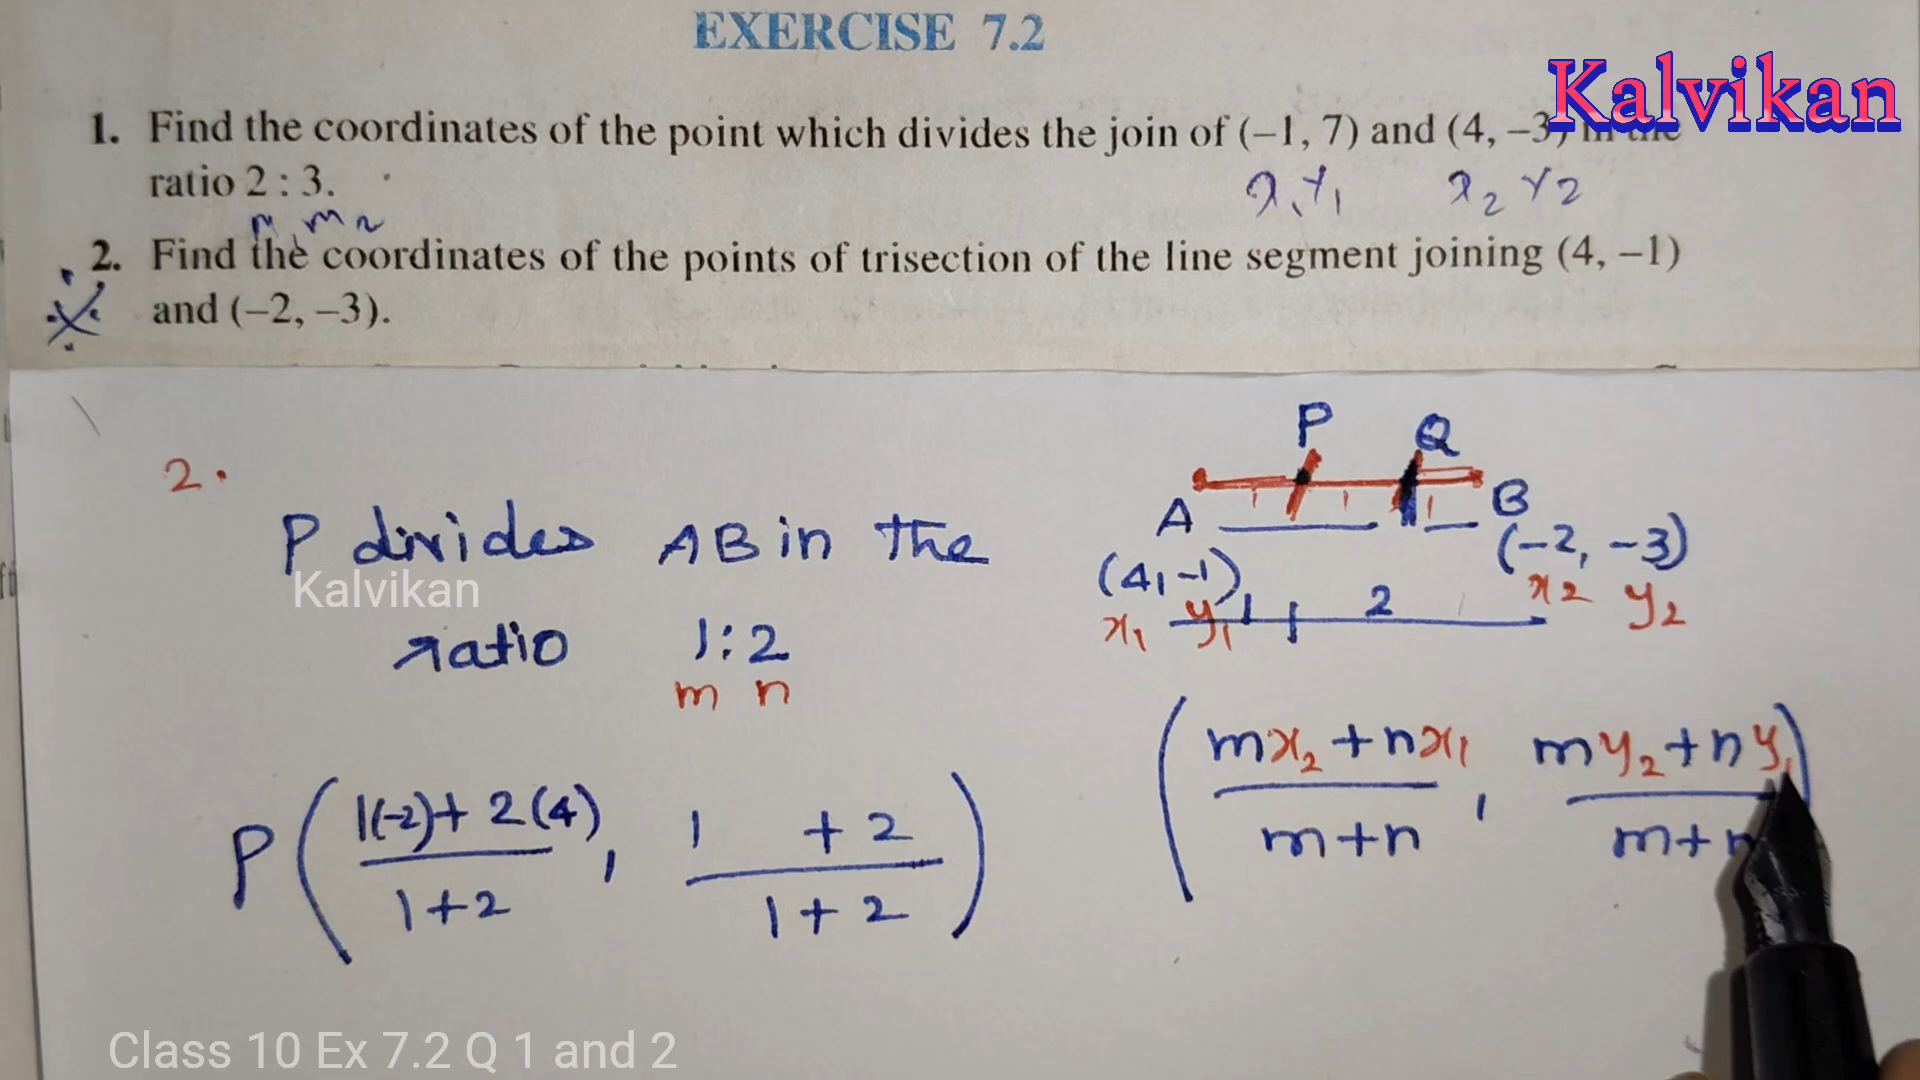 EXERCISE 7.2
Kalvikan
1. Find the coordinates of the point which divides the join of (–1, 7) and (4, –3) in the
ratio 2 : 3.
x1 y1 x2 y2
m2
2. Find the coordinates of the points of trisection of the line segment joining (4, –1)
and (–2, –3).
P Q
2.
A B
P divides AB in the
(4, -1) (-2, -3)
Kalvikan
x1 y1 1 2 x2 y2
ratio 1:2
m n
(mx2 + nx1 / m+n , my2 + ny1 / m+n)
P (1(-2)+ 2(4) / 1+2 , 1 + 2 / 1+2)
Class 10 Ex 7.2 Q 1 and 2